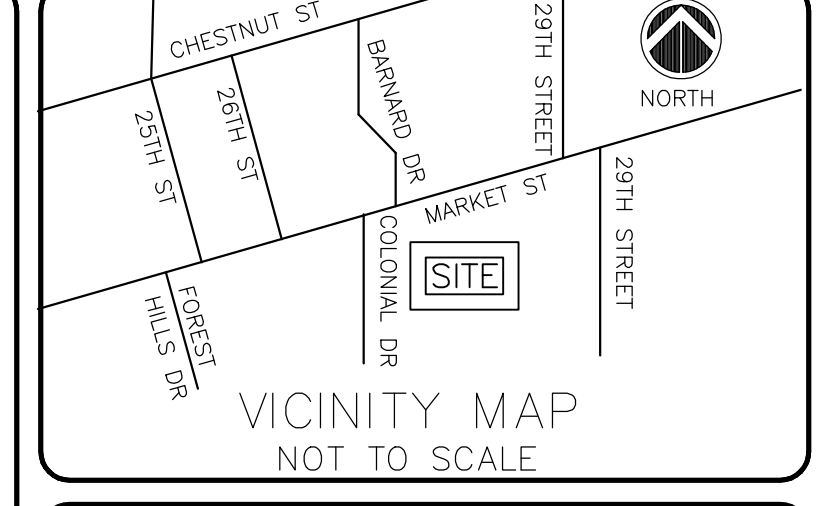 CHESTNUT ST
29TH STREET
NORTH
BARNARD DR
26TH ST
25TH ST
MARKET ST
29TH STREET
COLONIAL DR
SITE
FOREST
HILLS DR
VICINITY MAP
NOT TO SCALE